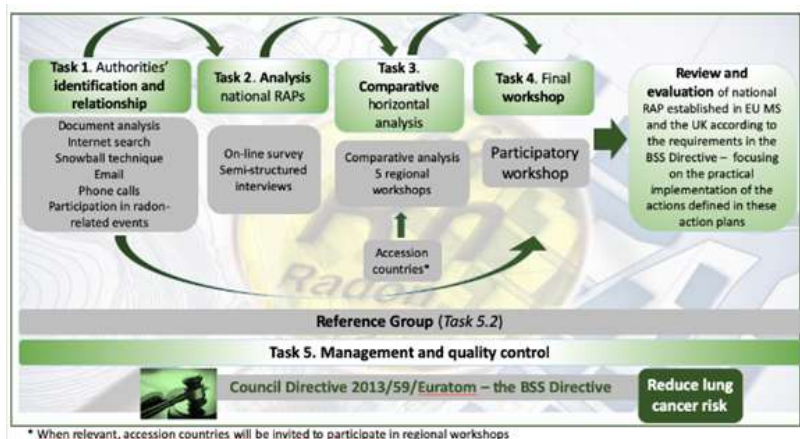 Task 1. Authorities'
identification and
relationship
Document analysis
Internet search
Snowball technique
Email
Phone calls
Participation in radon-
related events
Task 2. Analysis
national RAPs
On-line survey
Semi-structured
interviews
Task 3.
Comparative
horizontal
analysis
Comparative analysis
5 regional
workshops
Accession
countries*
Task 4. Final
workshop
Participatory
workshop
Review and
evaluation of national
RAP established in EU MS
and the UK according to
the requirements in the
BSS Directive – focusing
on the practical
implementation of the
actions defined in these
action plans
Rn
Radon
Reference Group (Task 5.2)
Task 5. Management and quality control
Council Directive 2013/59/Euratom – the BSS Directive
Reduce lung
cancer risk
* When relevant, accession countries will be invited to participate in regional workshops